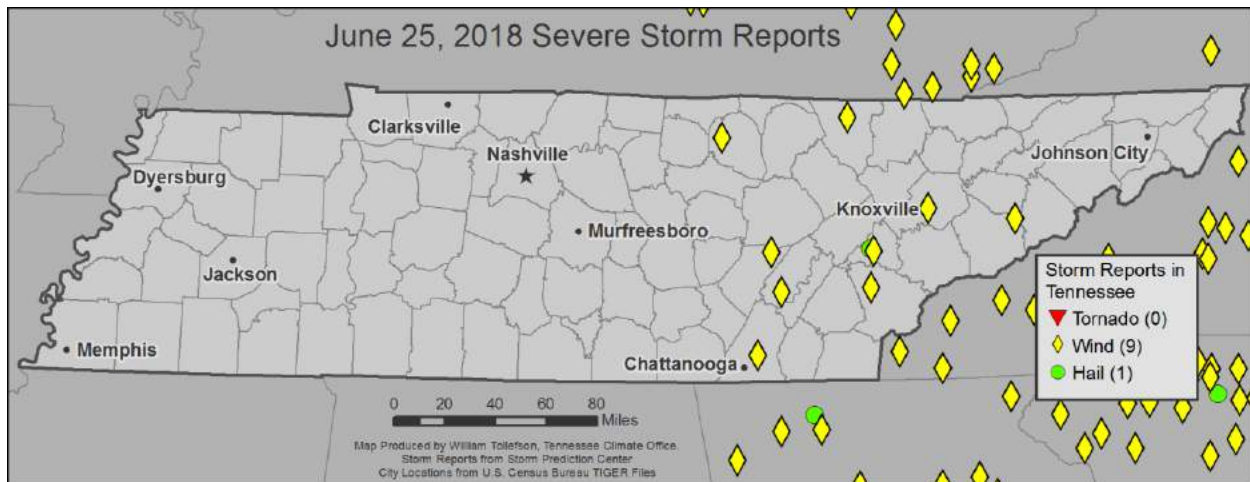 June 25, 2018 Severe Storm Reports
Clarksville
Nashville
Johnson City
Dyersburg
Knoxville
Murfreesboro
Jackson
Storm Reports in
Tennessee
Tornado (0)
Wind (9)
Hail (1)
Memphis
Chattanooga
0 20 40 60 80
Miles
Map Produced by William Tollefson, Tennessee Climate Office.
Storm Reports from Storm Prediction Center
City Locations from U.S. Census Bureau TIGER Files